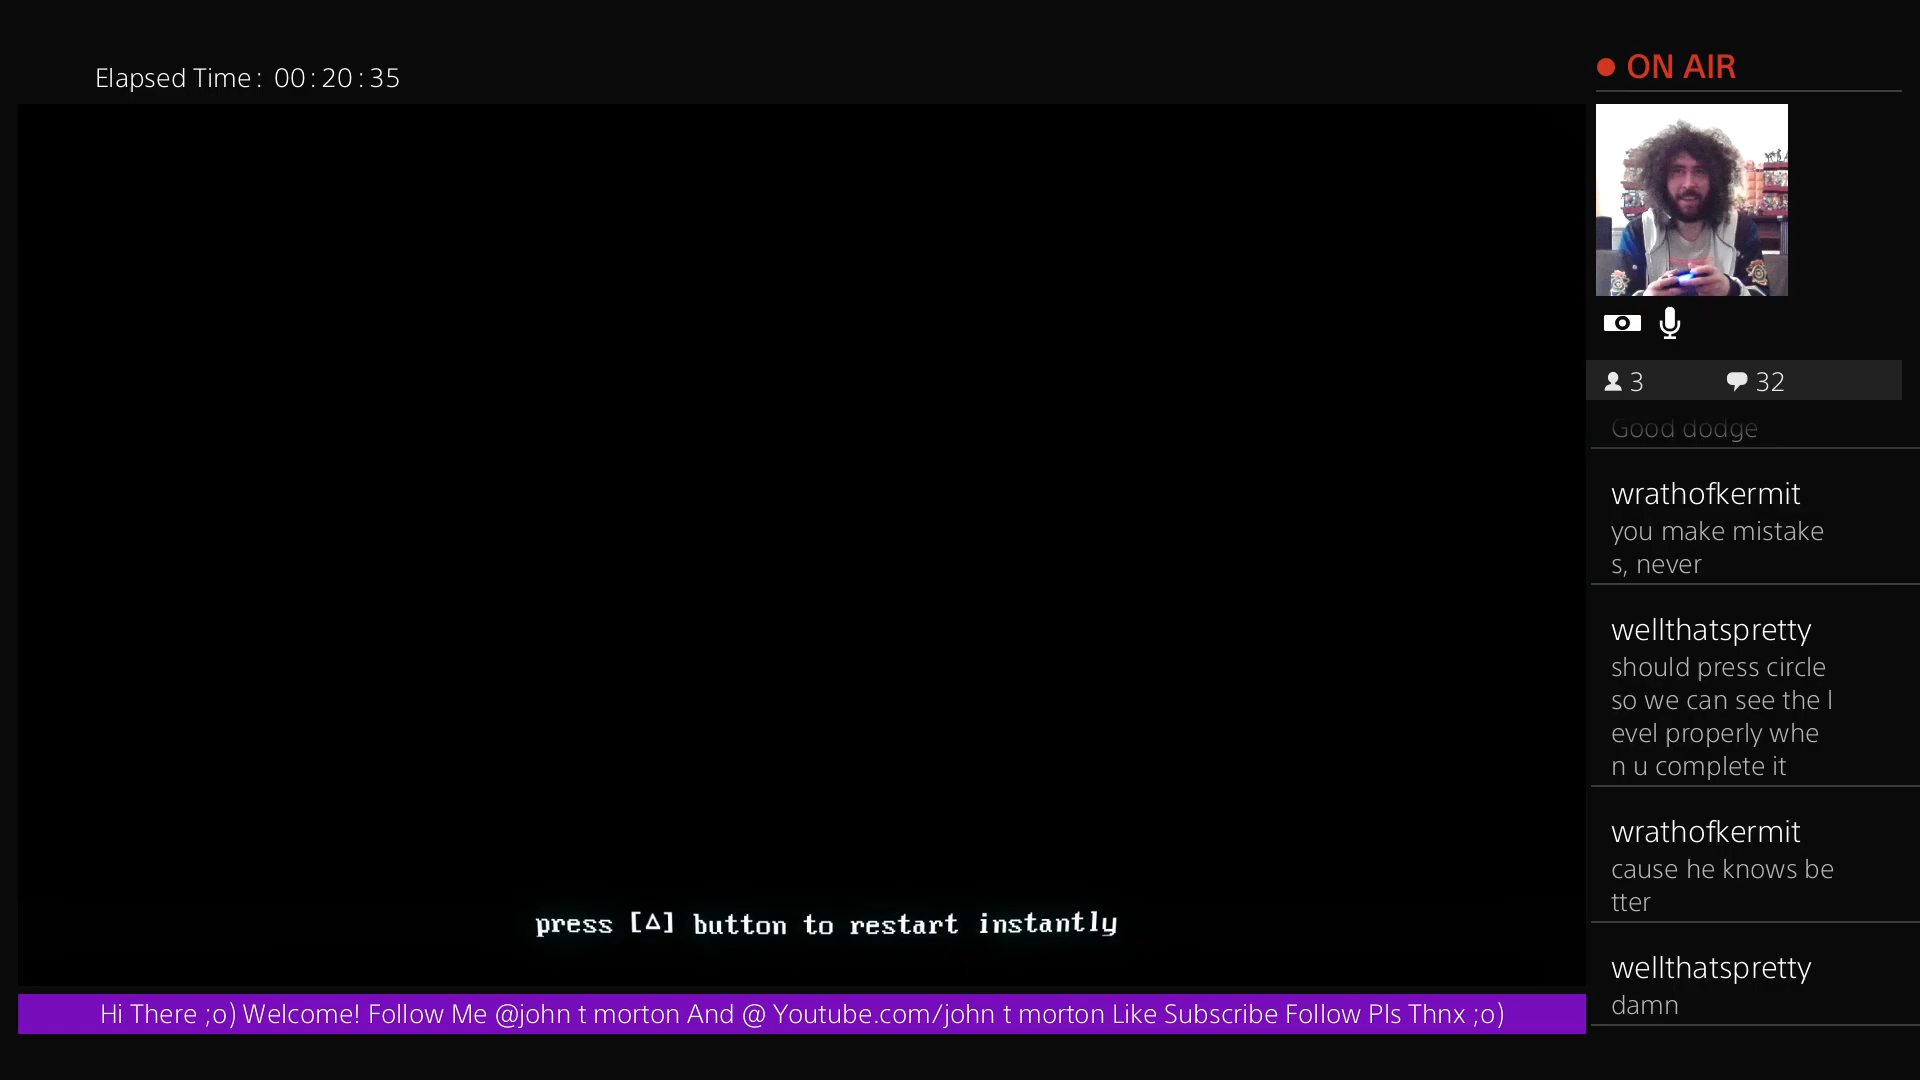 Elapsed Time: 00:20:35
ON AIR
3 32
Good dodge
wrathofkermit
you make mistake
s, never
wellthatspretty
should press circle
so we can see the l
evel properly whe
n u complete it
wrathofkermit
cause he knows be
tter
wellthatspretty
damn
press [△] button to restart instantly
Hi There ;o) Welcome! Follow Me @john t morton And @ Youtube.com/john t morton Like Subscribe Follow Pls Thnx ;o)